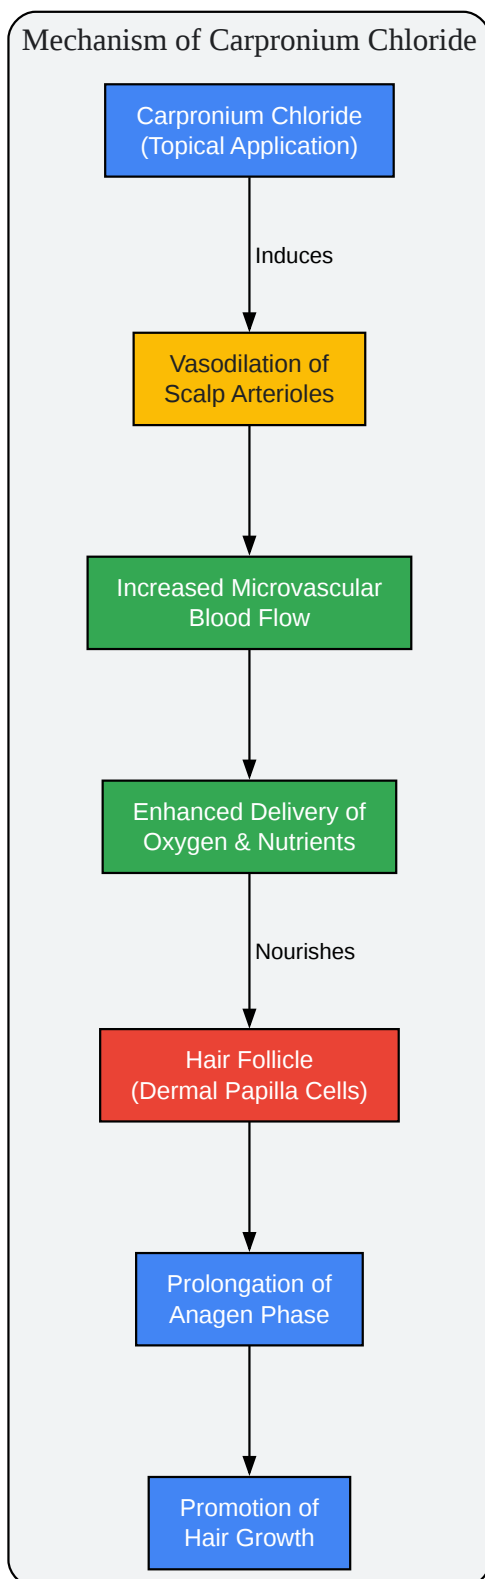 Mechanism of Carpronium Chloride
Carpronium Chloride
(Topical Application)
Induces
Vasodilation of
Scalp Arterioles
Increased Microvascular
Blood Flow
Enhanced Delivery of
Oxygen & Nutrients
Nourishes
Hair Follicle
(Dermal Papilla Cells)
Prolongation of
Anagen Phase
Promotion of
Hair Growth